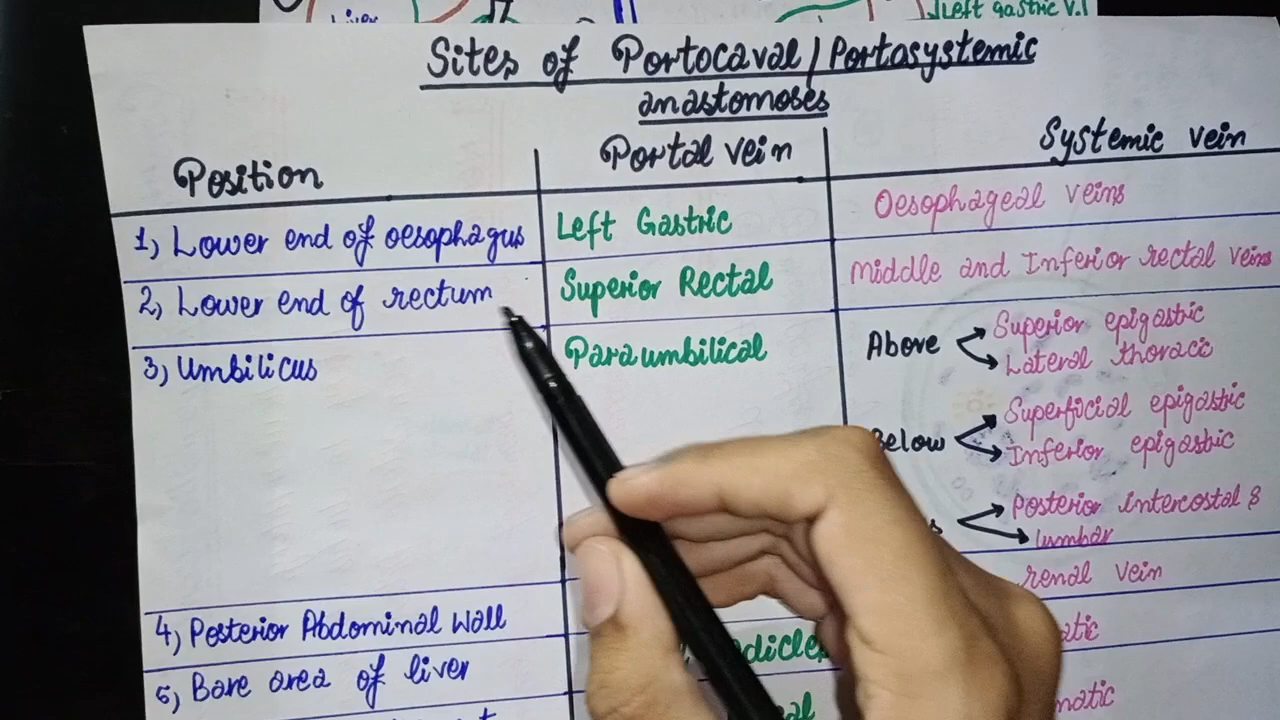 Liver
Left gastric v.
Sites of Portocaval / Portasystemic
anastomoses
Position Portal vein Systemic vein
1, Lower end of oesophagus Left Gastric Oesophageal veins
2, Lower end of rectum Superior Rectal Middle and Inferior rectal veins
3, Umbilicus Paraumbilical Above Superior epigastric
Lateral thoraci
Below Superficial epigastric
Inferior epigastric
Posterior intercostal &
lumbar
4, Posterior Abdominal Wall renal vein
5, Bare area of liver